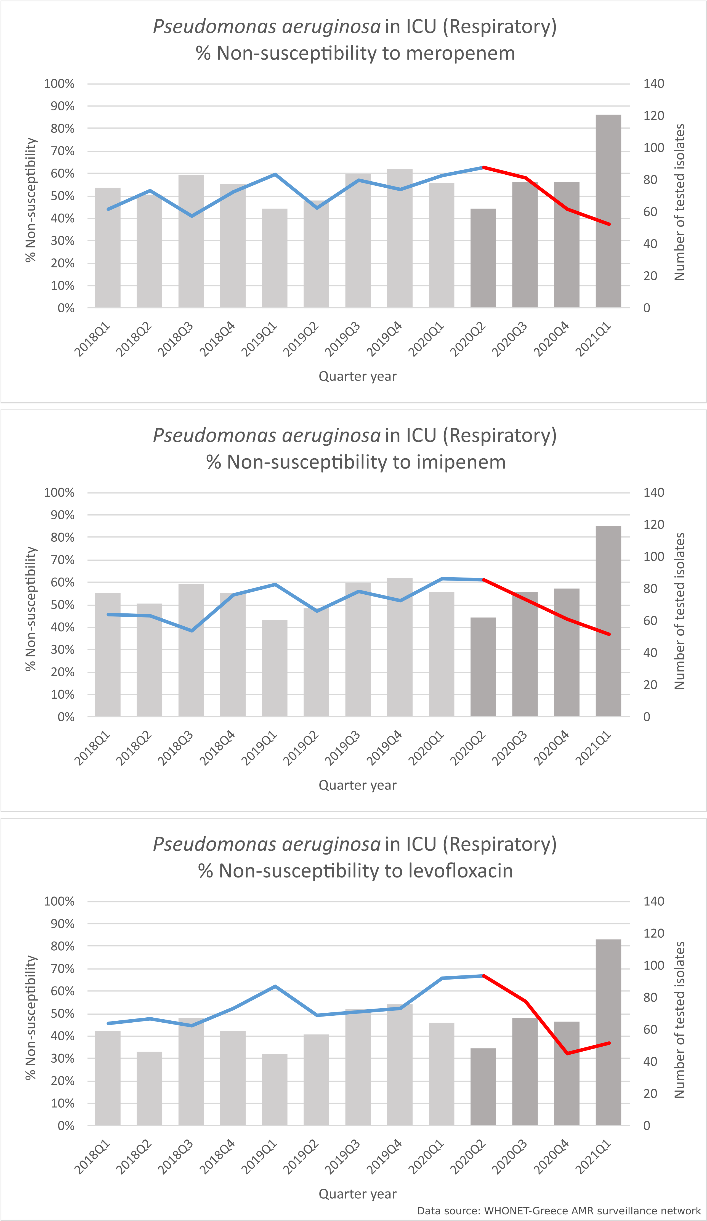 Pseudomonas aeruginosa in ICU (Respiratory)
% Non-susceptibility to meropenem
100%
90%
80%
70%
60%
50%
40%
30%
20%
10%
0%
% Non-susceptibility
140
120
100
80
60
40
20
0
Number of tested isolates
2018Q1
2018Q2
2018Q3
2018Q4
2019Q1
2019Q2
2019Q3
2019Q4
2020Q1
2020Q2
2020Q3
2020Q4
2021Q1
Quarter year
Pseudomonas aeruginosa in ICU (Respiratory)
% Non-susceptibility to imipenem
100%
90%
80%
70%
60%
50%
40%
30%
20%
10%
0%
% Non-susceptibility
140
120
100
80
60
40
20
0
Number of tested isolates
2018Q1
2018Q2
2018Q3
2018Q4
2019Q1
2019Q2
2019Q3
2019Q4
2020Q1
2020Q2
2020Q3
2020Q4
2021Q1
Quarter year
Pseudomonas aeruginosa in ICU (Respiratory)
% Non-susceptibility to levofloxacin
100%
90%
80%
70%
60%
50%
40%
30%
20%
10%
0%
% Non-susceptibility
140
120
100
80
60
40
20
0
Number of tested isolates
2018Q1
2018Q2
2018Q3
2018Q4
2019Q1
2019Q2
2019Q3
2019Q4
2020Q1
2020Q2
2020Q3
2020Q4
2021Q1
Quarter year
Data source: WHONET-Greece AMR surveillance network